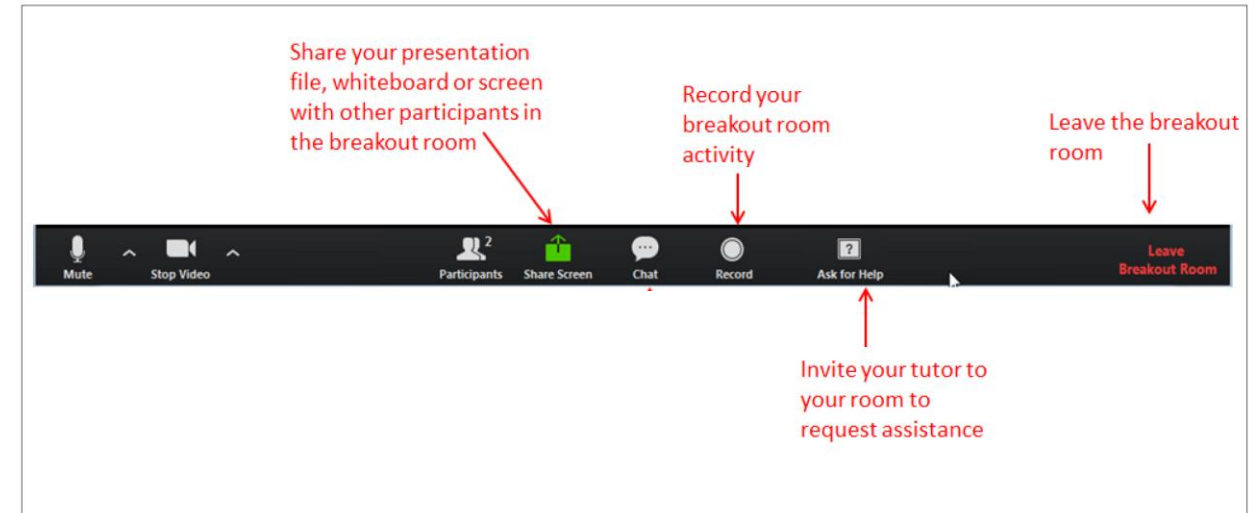 Share your presentation
file, whiteboard or screen
with other participants in
the breakout room
Record your
breakout room
activity
Leave the breakout
room
Mute
Stop Video
Participants
2
Share Screen
Chat
Record
Ask for Help
Leave
Breakout Room
Invite your tutor to
your room to
request assistance